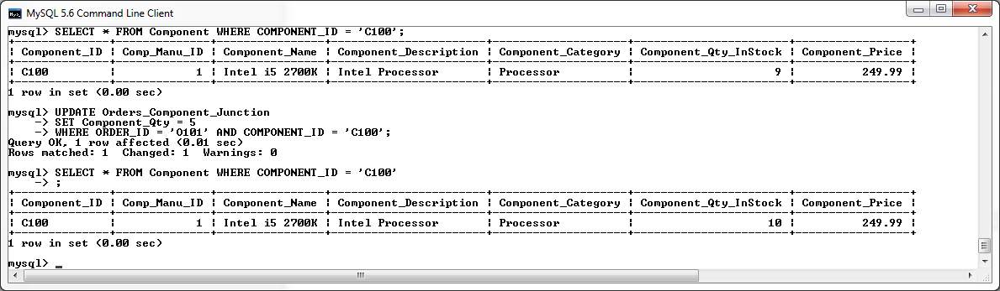 MySQL 5.6 Command Line Client
mysql> SELECT * FROM Component WHERE COMPONENT_ID = 'C100';
+--------------+--------------+----------------+-----------------------+--------------------+-----------------------+-----------------+
| Component_ID | Comp_Manu_ID | Component_Name | Component_Description | Component_Category | Component_Qty_InStock | Component_Price |
+--------------+--------------+----------------+-----------------------+--------------------+-----------------------+-----------------+
| C100         |            1 | Intel i5 2700K | Intel Processor       | Processor          |                     9 |          249.99 |
+--------------+--------------+----------------+-----------------------+--------------------+-----------------------+-----------------+
1 row in set (0.00 sec)
mysql> UPDATE Orders_Component_Junction
    -> SET Component_Qty = 5
    -> WHERE ORDER_ID = 'O101' AND COMPONENT_ID = 'C100';
Query OK, 1 row affected (0.01 sec)
Rows matched: 1  Changed: 1  Warnings: 0
mysql> SELECT * FROM Component WHERE COMPONENT_ID = 'C100'
    -> ;
+--------------+--------------+----------------+-----------------------+--------------------+-----------------------+-----------------+
| Component_ID | Comp_Manu_ID | Component_Name | Component_Description | Component_Category | Component_Qty_InStock | Component_Price |
+--------------+--------------+----------------+-----------------------+--------------------+-----------------------+-----------------+
| C100         |            1 | Intel i5 2700K | Intel Processor       | Processor          |                    10 |          249.99 |
+--------------+--------------+----------------+-----------------------+--------------------+-----------------------+-----------------+
1 row in set (0.00 sec)
mysql> _